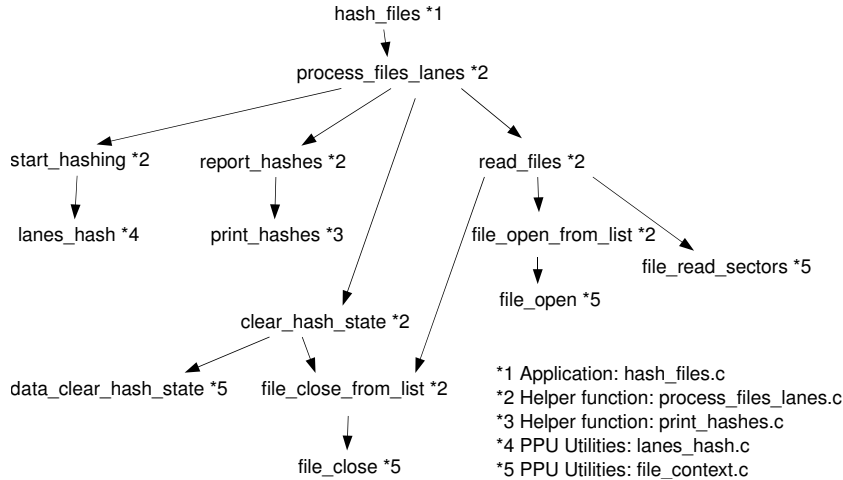 hash_files *1
process_files_lanes *2
start_hashing *2
report_hashes *2
read_files *2
lanes_hash *4
print_hashes *3
file_open_from_list *2
file_read_sectors *5
file_open *5
clear_hash_state *2
data_clear_hash_state *5
file_close_from_list *2
file_close *5
*1 Application: hash_files.c
*2 Helper function: process_files_lanes.c
*3 Helper function: print_hashes.c
*4 PPU Utilities: lanes_hash.c
*5 PPU Utilities: file_context.c